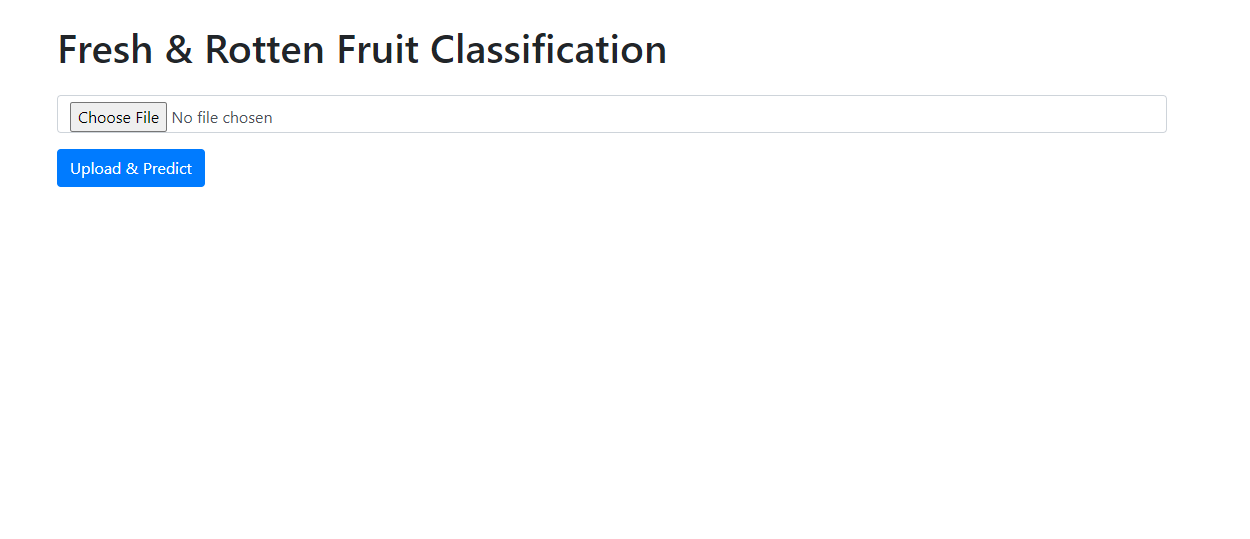 Fresh & Rotten Fruit Classification
Choose File No file chosen
Upload & Predict